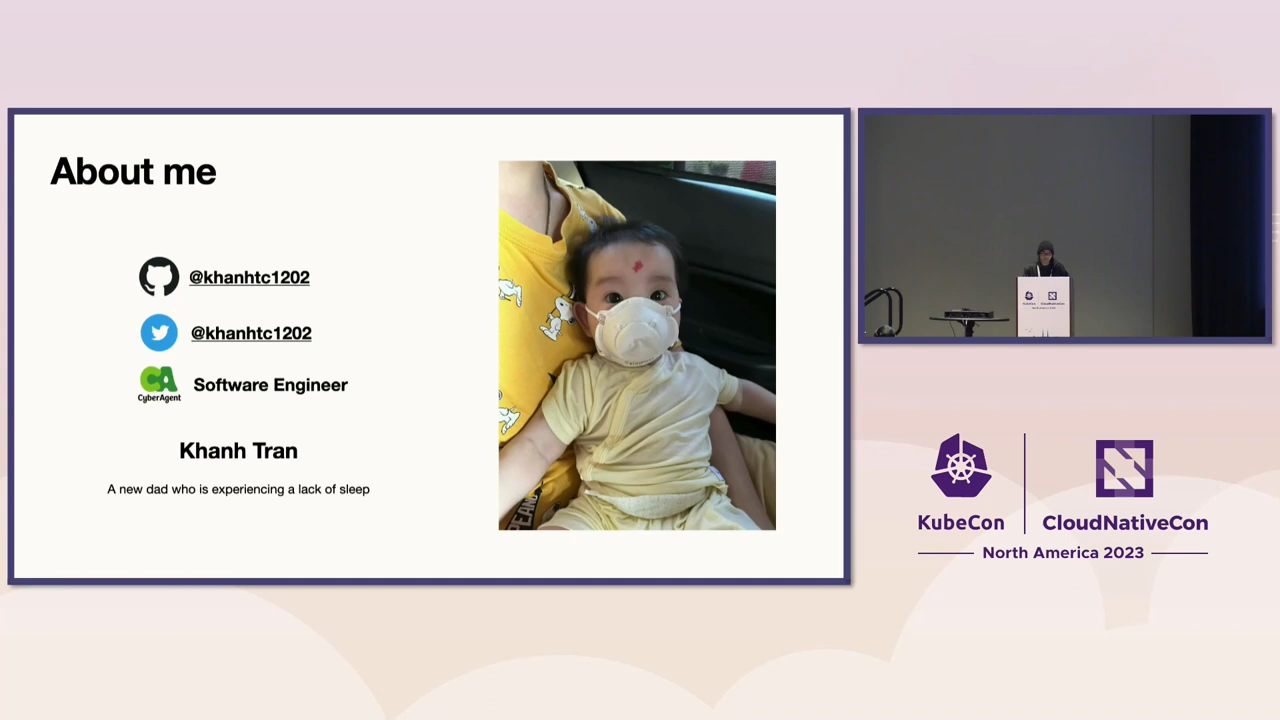 About me
@khanhtc1202
@khanhtc1202
CA
CyberAgent
Software Engineer
Khanh Tran
A new dad who is experiencing a lack of sleep
KubeCon
CloudNativeCon
North America 2023